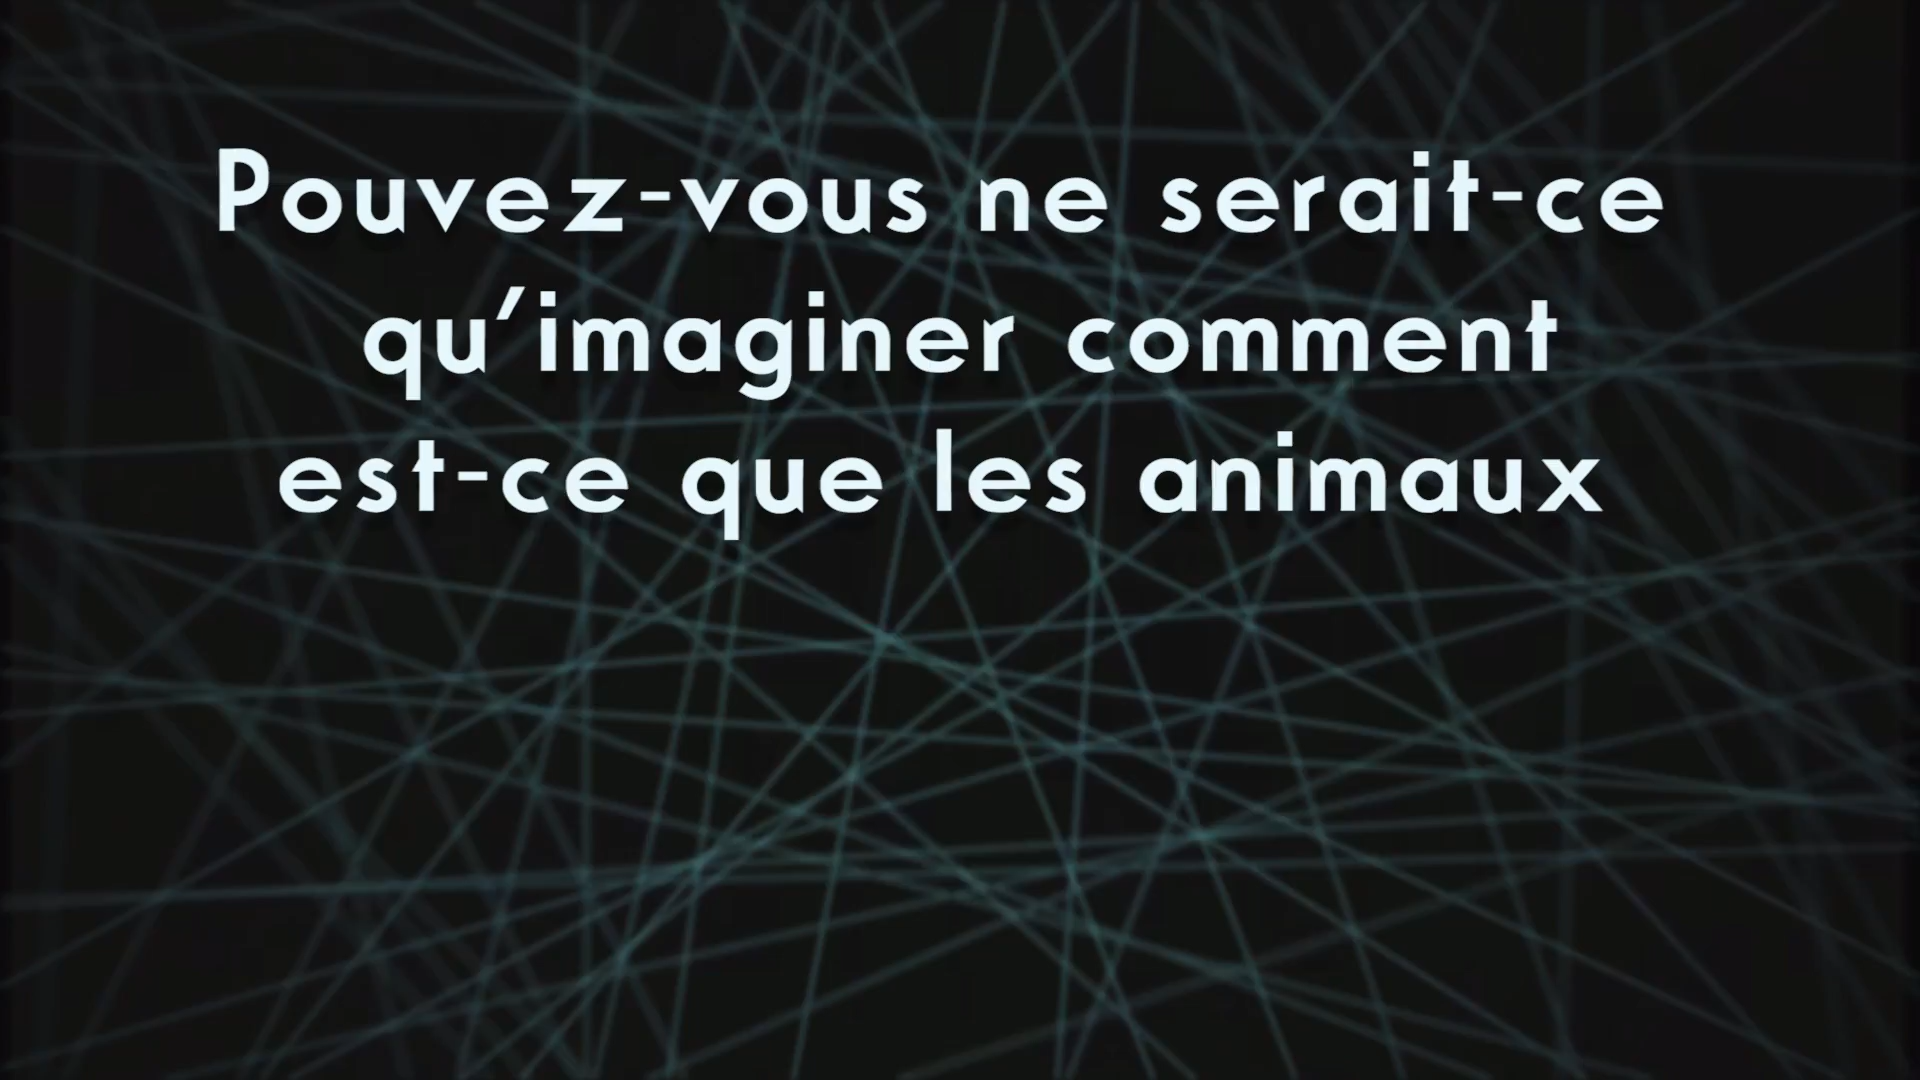 Pouvez-vous ne serait-ce
qu'imaginer comment
est-ce que les animaux